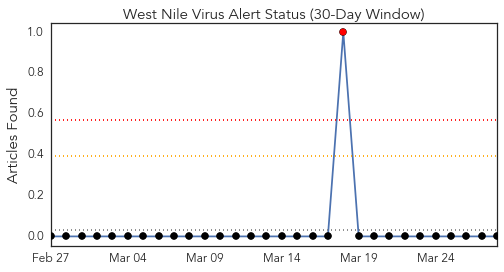 West Nile Virus Alert Status (30-Day Window)
Articles Found
1.0
0.8
0.6
0.4
0.2
0.0
Feb 27 Mar 04 Mar 09 Mar 14 Mar 19 Mar 24